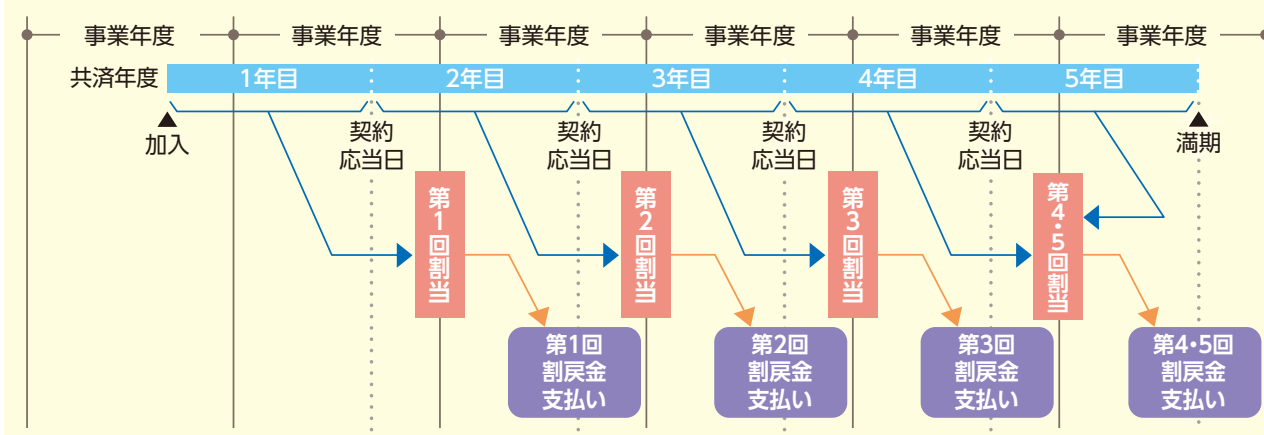 事業年度 事業年度 事業年度 事業年度 事業年度 事業年度
共済年度 1年目 2年目 3年目 4年目 5年目
加入
契約
応当日
契約
応当日
契約
応当日
契約
応当日
満期
第1回割当
第2回割当
第3回割当
第4・5回割当
第1回
割戻金
支払い
第2回
割戻金
支払い
第3回
割戻金
支払い
第4・5回
割戻金
支払い